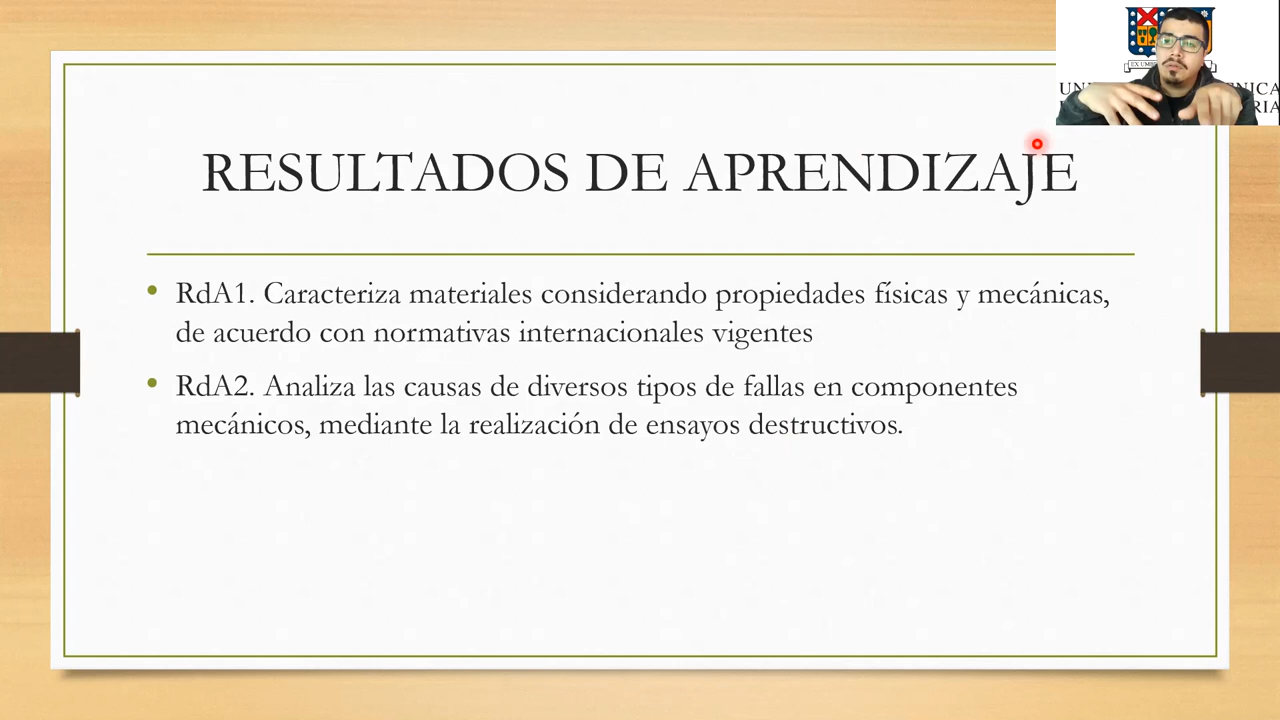 RESULTADOS DE APRENDIZAJE
• RdA1. Caracteriza materiales considerando propiedades físicas y mecánicas,
de acuerdo con normativas internacionales vigentes
• RdA2. Analiza las causas de diversos tipos de fallas en componentes
mecánicos, mediante la realización de ensayos destructivos.